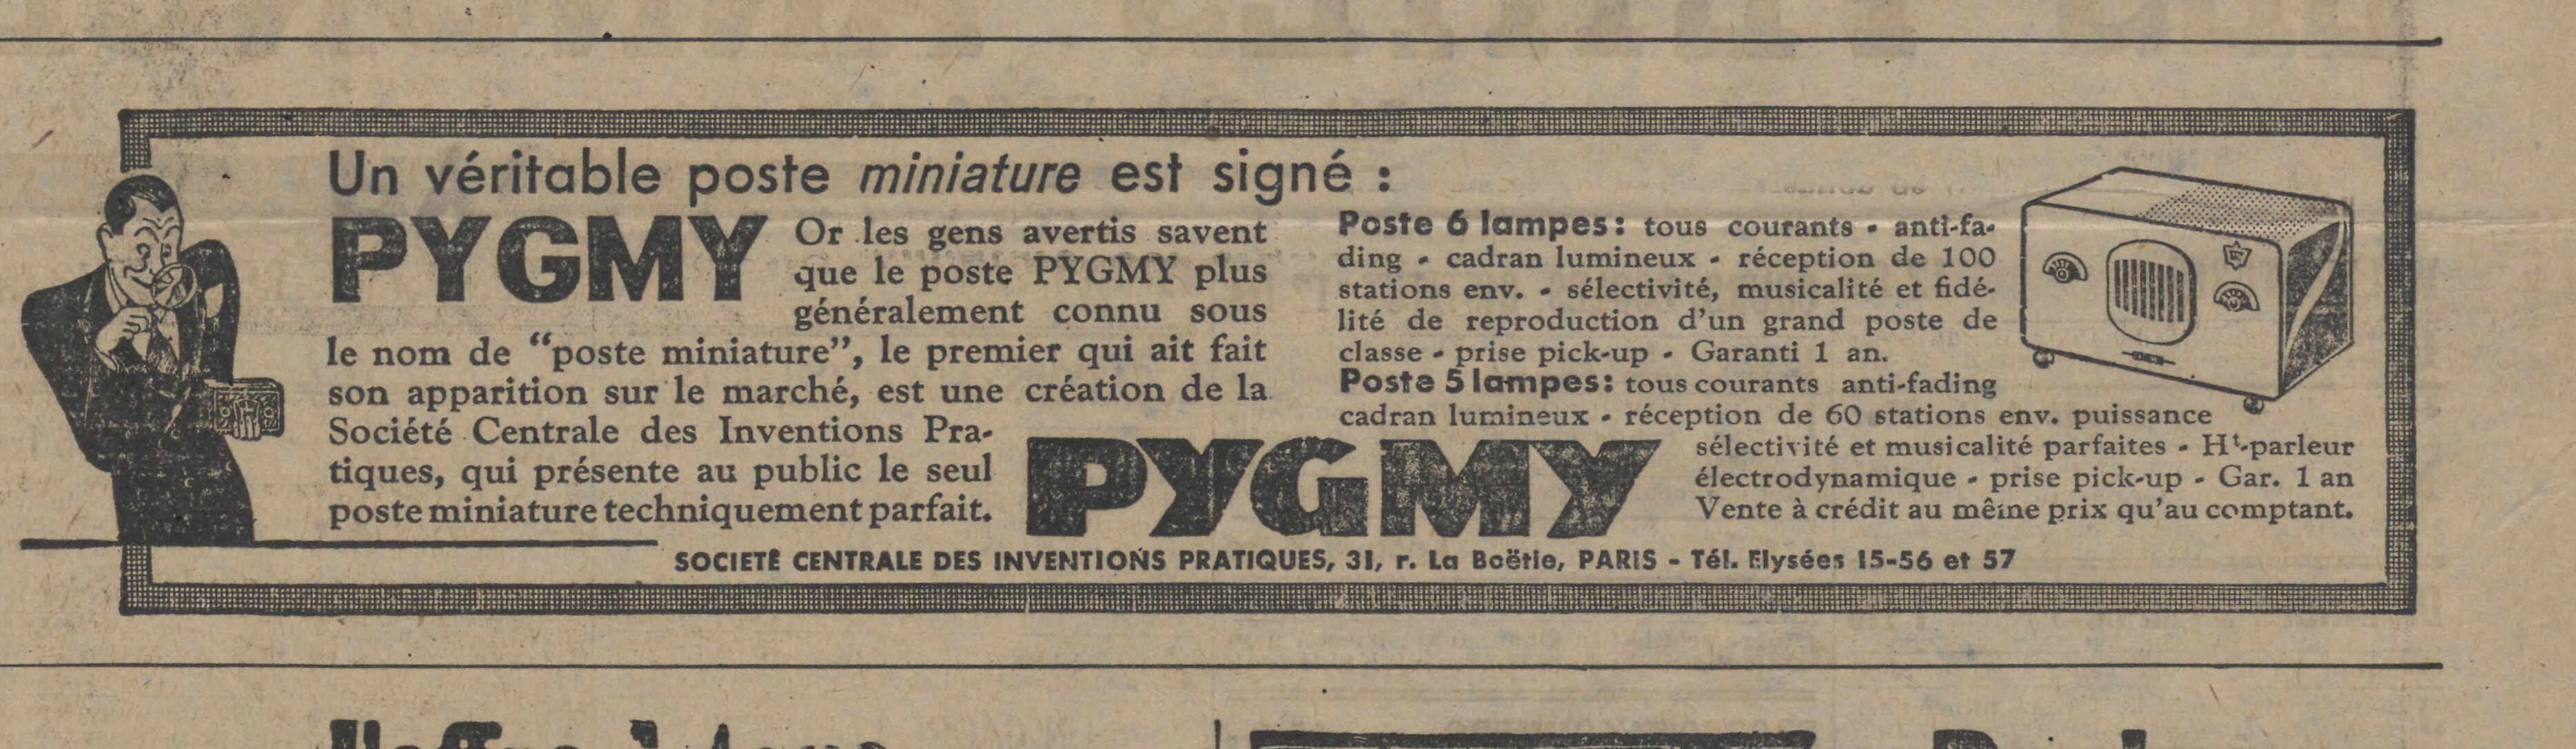 Un véritable poste miniature est signé :
PYGMY
Or les gens avertis savent
que le poste PYGMY plus
généralement connu sous
le nom de “poste miniature”, le premier qui ait fait
son apparition sur le marché, est une création de la
Société Centrale des Inventions Pra-
tiques, qui présente au public le seul
poste miniature techniquement parfait.
Poste 6 lampes: tous courants - anti-fa-
ding - cadran lumineux - réception de 100
stations env. - sélectivité, musicalité et fidé-
lité de reproduction d'un grand poste de
classe - prise pick-up - Garanti 1 an.
Poste 5 lampes: tous courants anti-fading
cadran lumineux - réception de 60 stations env. puissance
sélectivité et musicalité parfaites - Ht-parleur
électrodynamique - prise pick-up - Gar. 1 an
Vente à crédit au même prix qu'au comptant.
PYGMY
SOCIETÉ CENTRALE DES INVENTIONS PRATIQUES, 31, r. La Boëtie, PARIS - Tél. Elysées 15-56 et 57